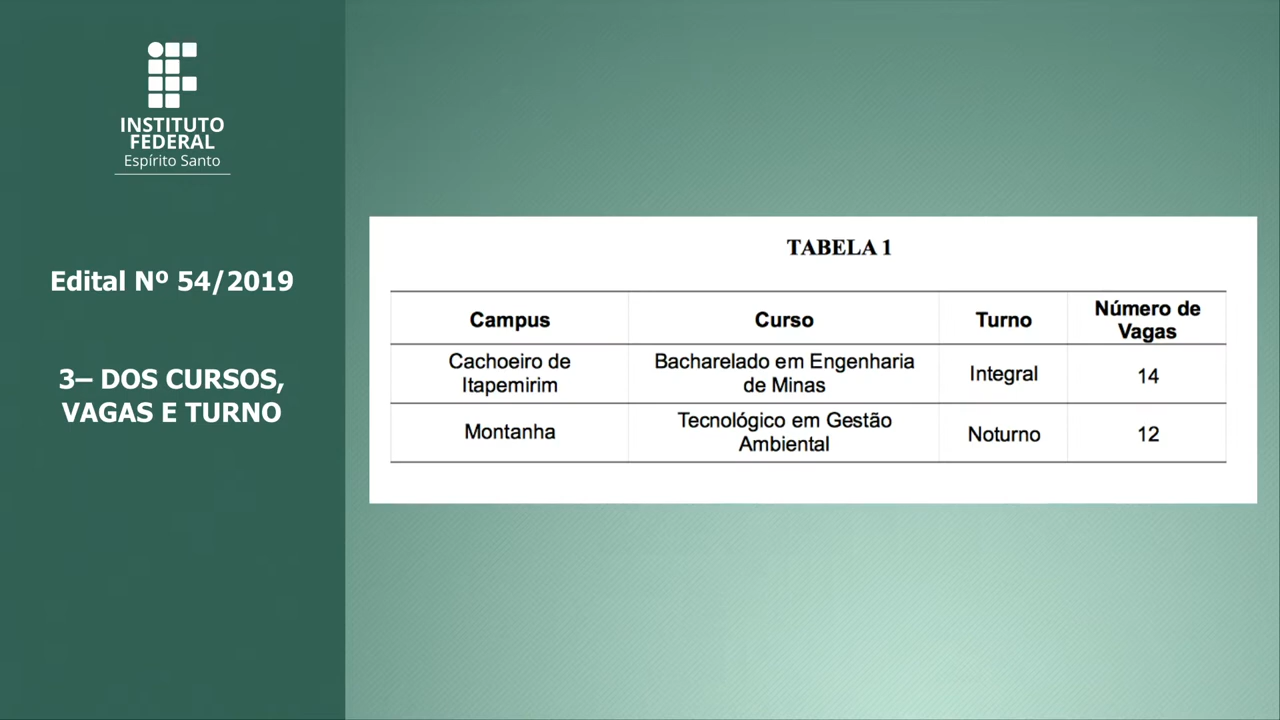 INSTITUTO
FEDERAL
Espírito Santo
Edital Nº 54/2019
3– DOS CURSOS,
VAGAS E TURNO
TABELA 1
Campus Curso Turno Número de
Vagas
Cachoeiro de
Itapemirim Bacharelado em Engenharia
de Minas Integral 14
Montanha Tecnológico em Gestão
Ambiental Noturno 12